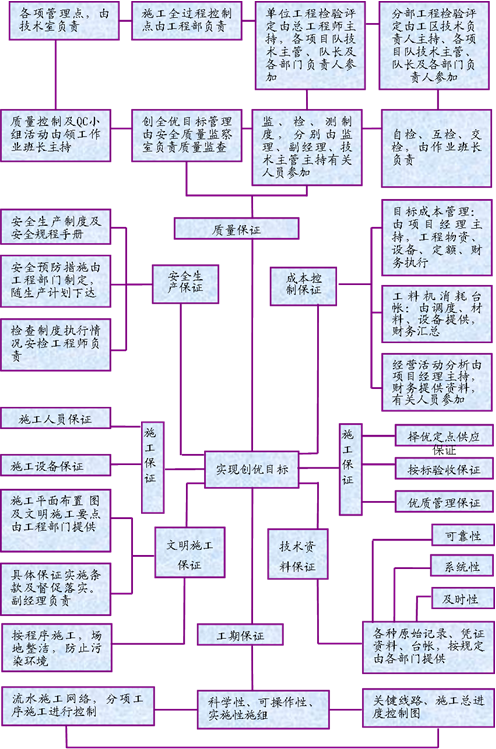 各项管理点，由
技术室负责
施工全过程控制
点由工程部负责
单位工程检验评
定由总工程师主
持，各项目队技
术主管、队长及
各部门负责人参
加
分部工程检验评
定由工区技术负
责人主持、各项
目队技术主管、
队长及各部门负
责人参加
质量控制及QC小
组活动由领工作
业班长主持
创全优目标管理
由安全质量监察
室负责质量监查
监、检、测制
度，分别由监
理、副经理、技
术主管主持有关
人员参加
自检、互检、交
检，由作业班长
负责
质量保证
安全生产制度及
安全规程手册
安全预防措施由
工程部门制定，
随生产计划下达
检查制度执行情
况安检工程师负
责
安全生
产保证
成本控
制保证
目标成本管理：
由项目经理主
持，工程物资、
设备、定额、财
务执行
工料机消耗台
帐：由调度、材
料、设备提供，
财务汇总
经营活动分析由
项目经理主持，
财务提供资料，
有关人员参加
施工人员保证
施工设备保证
施工平面布置图
及文明施工要点
由工程部门提供
具体保证实施条
款及督促落实。
副经理负责
按程序施工，场
地整洁，防止污
染环境
施
工
保
证
实现创优目标
施
工
保
证
择优定点供应
保证
按标验收保证
优质管理保证
文明施工
保证
技术资
料保证
可靠性
系统性
及时性
各种原始记录、凭证
资料、台帐，按规定
由各部门提供
工期保证
流水施工网络，分项工
序施工进行控制
科学性、可操作性、
实施性施组
关键线路、施工总进
度控制图